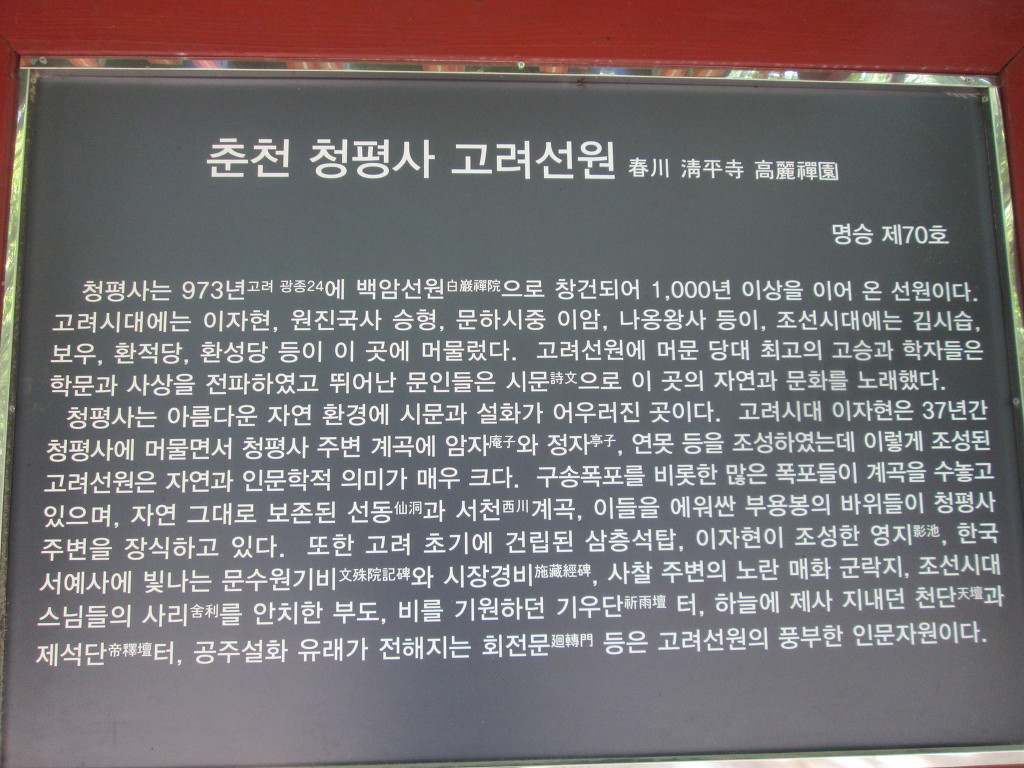 춘천 청평사 고려선원 春川 淸平寺 高麗禪園
명승 제70호
청평사는 973년고려 광종24에 백암선원白巖禪院으로 창건되어 1,000년 이상을 이어 온 선원이다.
고려시대에는 이자현, 원진국사 승형, 문하시중 이암, 나옹왕사 등이, 조선시대에는 김시습,
보우, 환적당, 환성당 등이 이 곳에 머물렀다. 고려선원에 머문 당대 최고의 고승과 학자들은
학문과 사상을 전파하였고 뛰어난 문인들은 시문詩文으로 이 곳의 자연과 문화를 노래했다.
청평사는 아름다운 자연 환경에 시문과 설화가 어우러진 곳이다. 고려시대 이자현은 37년간
청평사에 머물면서 청평사 주변 계곡에 암자庵子와 정자亭子, 연못 등을 조성하였는데 이렇게 조성된
고려선원은 자연과 인문학적 의미가 매우 크다. 구송폭포를 비롯한 많은 폭포들이 계곡을 수놓고
있으며, 자연 그대로 보존된 선동仙洞과 서천西川계곡, 이들을 에워싼 부용봉의 바위들이 청평사
주변을 장식하고 있다. 또한 고려 초기에 건립된 삼층석탑, 이자현이 조성한 영지影池, 한국
서예사에 빛나는 문수원기비文殊院記碑와 시장경비施藏經碑, 사찰 주변의 노란 매화 군락지, 조선시대
스님들의 사리舍利를 안치한 부도, 비를 기원하던 기우단祈雨壇 터, 하늘에 제사 지내던 천단天壇과
제석단帝釋壇터, 공주설화 유래가 전해지는 회전문廻轉門 등은 고려선원의 풍부한 인문자원이다.